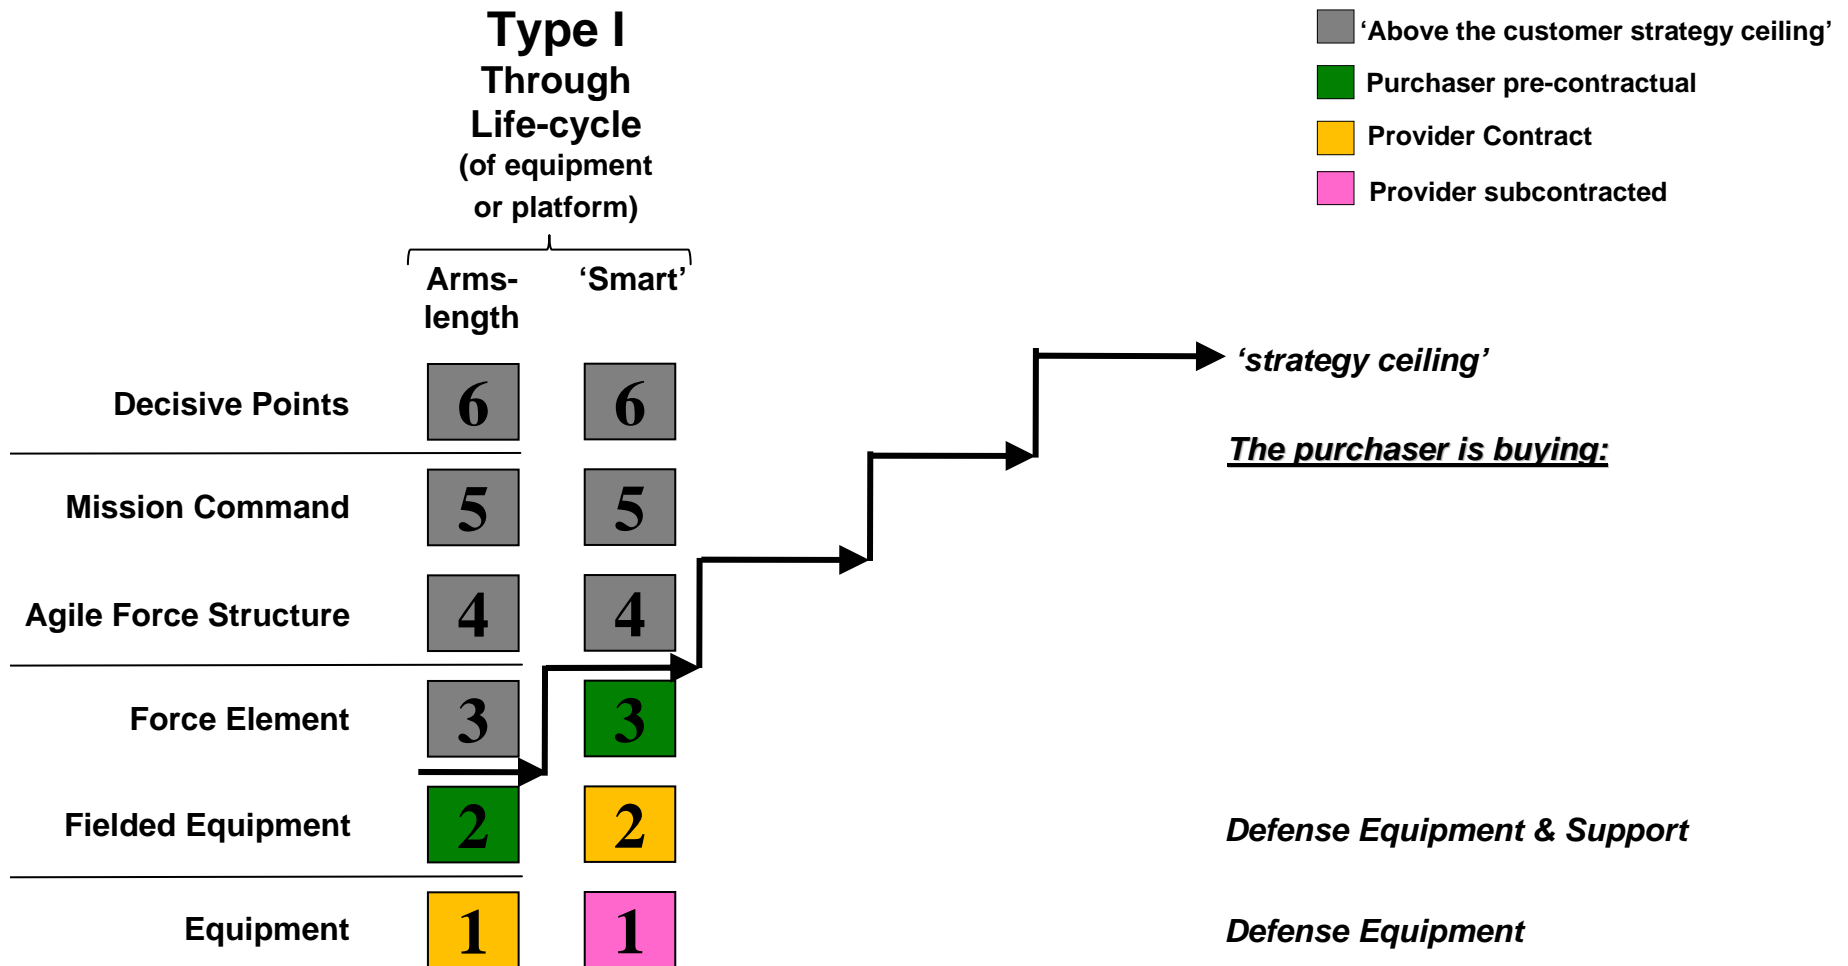 Type I
Through
Life-cycle
(of equipment
or platform)
‘Above the customer strategy ceiling’
Purchaser pre-contractual
Provider Contract
Provider subcontracted
Arms-
length
‘Smart’
‘strategy ceiling’
Decisive Points 6 6
The purchaser is buying:
Mission Command 5 5
Agile Force Structure 4 4
Force Element 3 3
Fielded Equipment 2 2 Defense Equipment & Support
Equipment 1 1 Defense Equipment